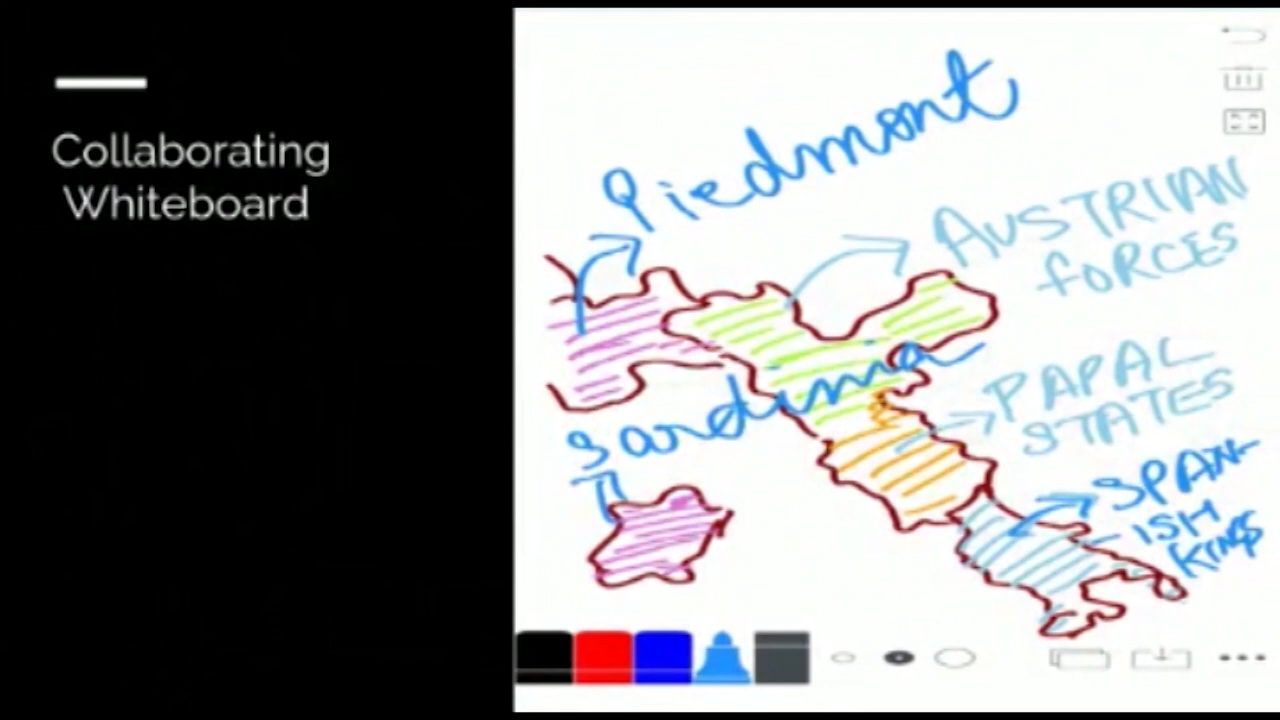 Collaborating
Whiteboard
Piedmont
AUSTRIAN
FORCES
Sardinia
PAPAL
STATES
SPAN-
ISH
KINGS